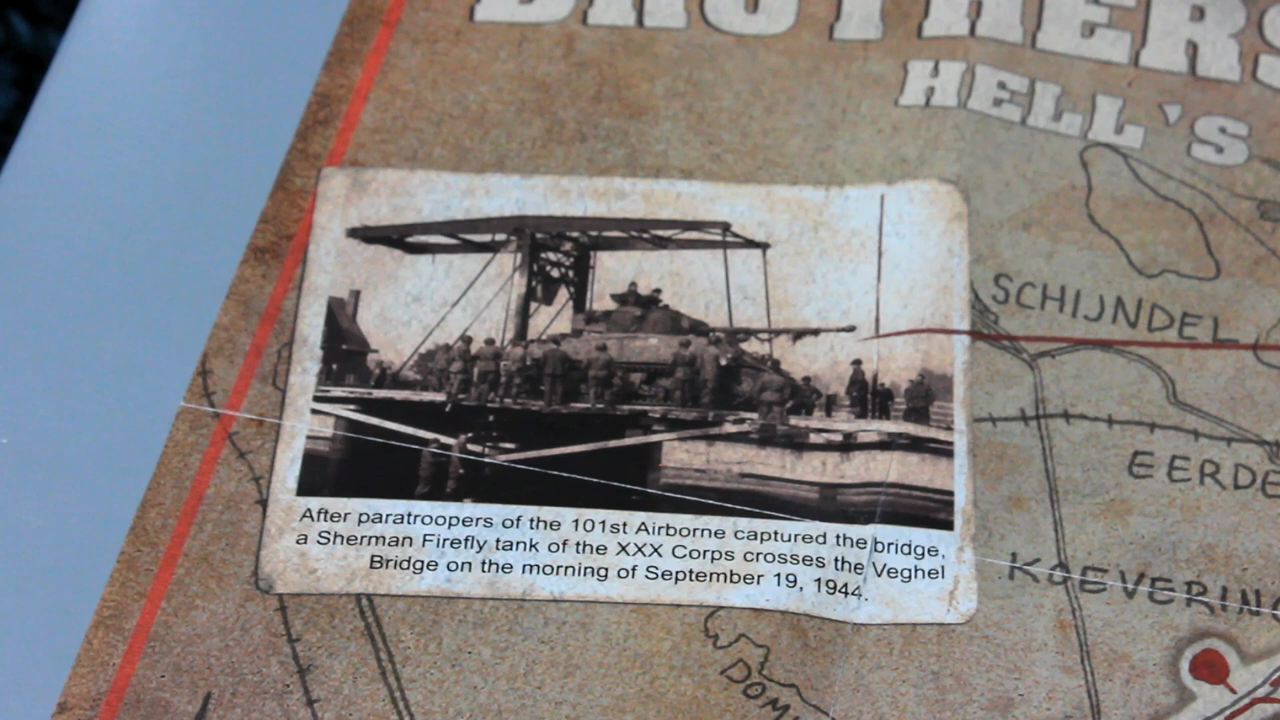 BROTHERS
HELL'S
SCHIJNDEL
EERDE
KOEVERING
After paratroopers of the 101st Airborne captured the bridge,
a Sherman Firefly tank of the XXX Corps crosses the Veghel
Bridge on the morning of September 19, 1944.
DOM